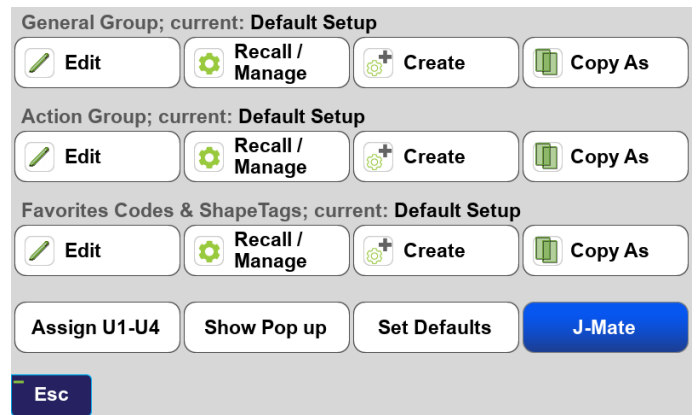 General Group; current: Default Setup
Edit
Recall /
Manage
Create
Copy As
Action Group; current: Default Setup
Edit
Recall /
Manage
Create
Copy As
Favorites Codes & ShapeTags; current: Default Setup
Edit
Recall /
Manage
Create
Copy As
Assign U1-U4
Show Pop up
Set Defaults
J-Mate
Esc